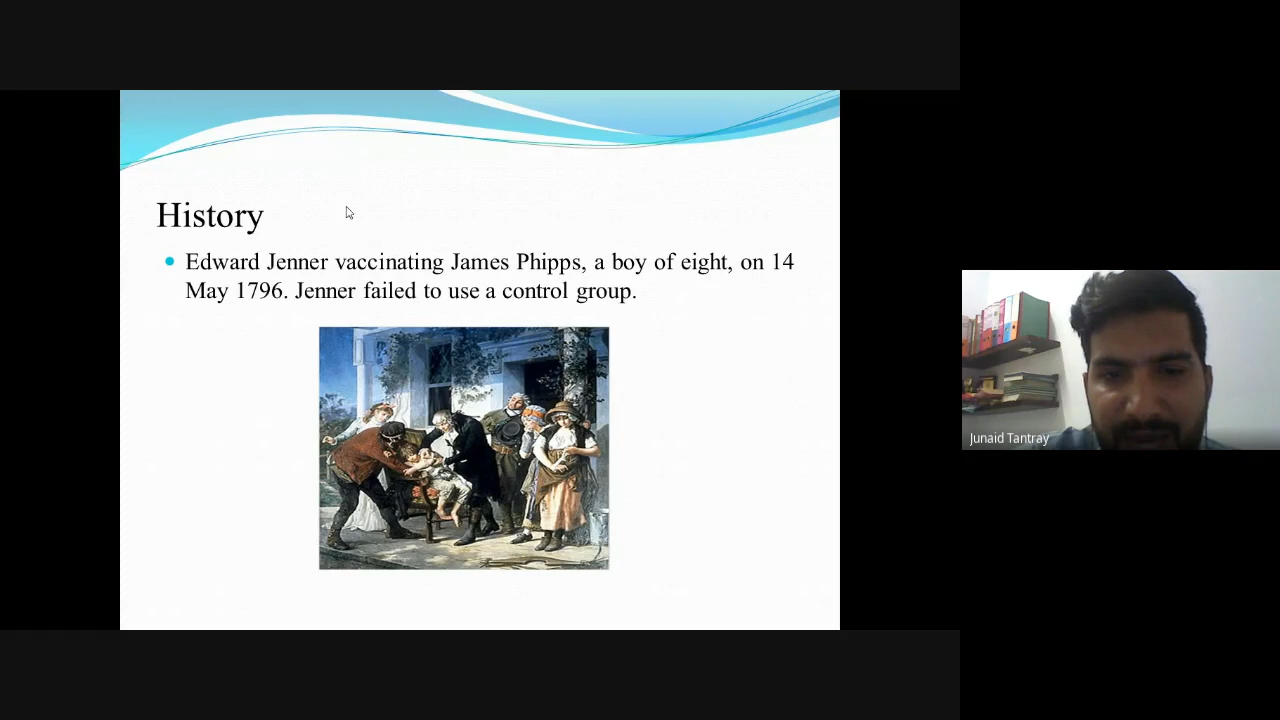 History
Edward Jenner vaccinating James Phipps, a boy of eight, on 14
May 1796. Jenner failed to use a control group.
Junaid Tantray